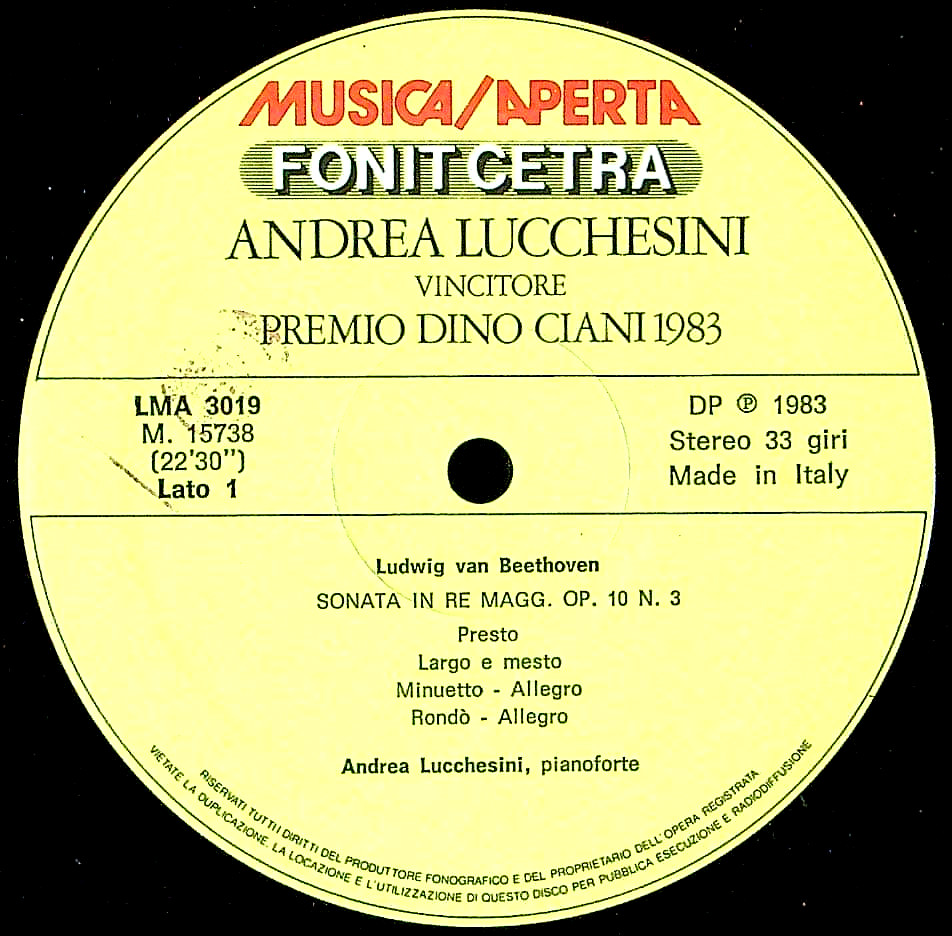 MUSICA/APERTA
FONIT CETRA
ANDREA LUCCHESINI
VINCITORE
PREMIO DINO CIANI 1983
LMA 3019
M. 15738
(22'30")
Lato 1
DP ℗ 1983
Stereo 33 giri
Made in Italy
Ludwig van Beethoven
SONATA IN RE MAGG. OP. 10 N. 3
Presto
Largo e mesto
Minuetto - Allegro
Rondò - Allegro
Andrea Lucchesini, pianoforte
RISERVATI TUTTI I DIRITTI DEL PRODUTTORE FONOGRAFICO E DEL PROPRIETARIO DELL'OPERA REGISTRATA
VIETATE LA DUPLICAZIONE, LA LOCAZIONE E L'UTILIZZAZIONE DI QUESTO DISCO PER PUBBLICA ESECUZIONE E RADIODIFFUSIONE